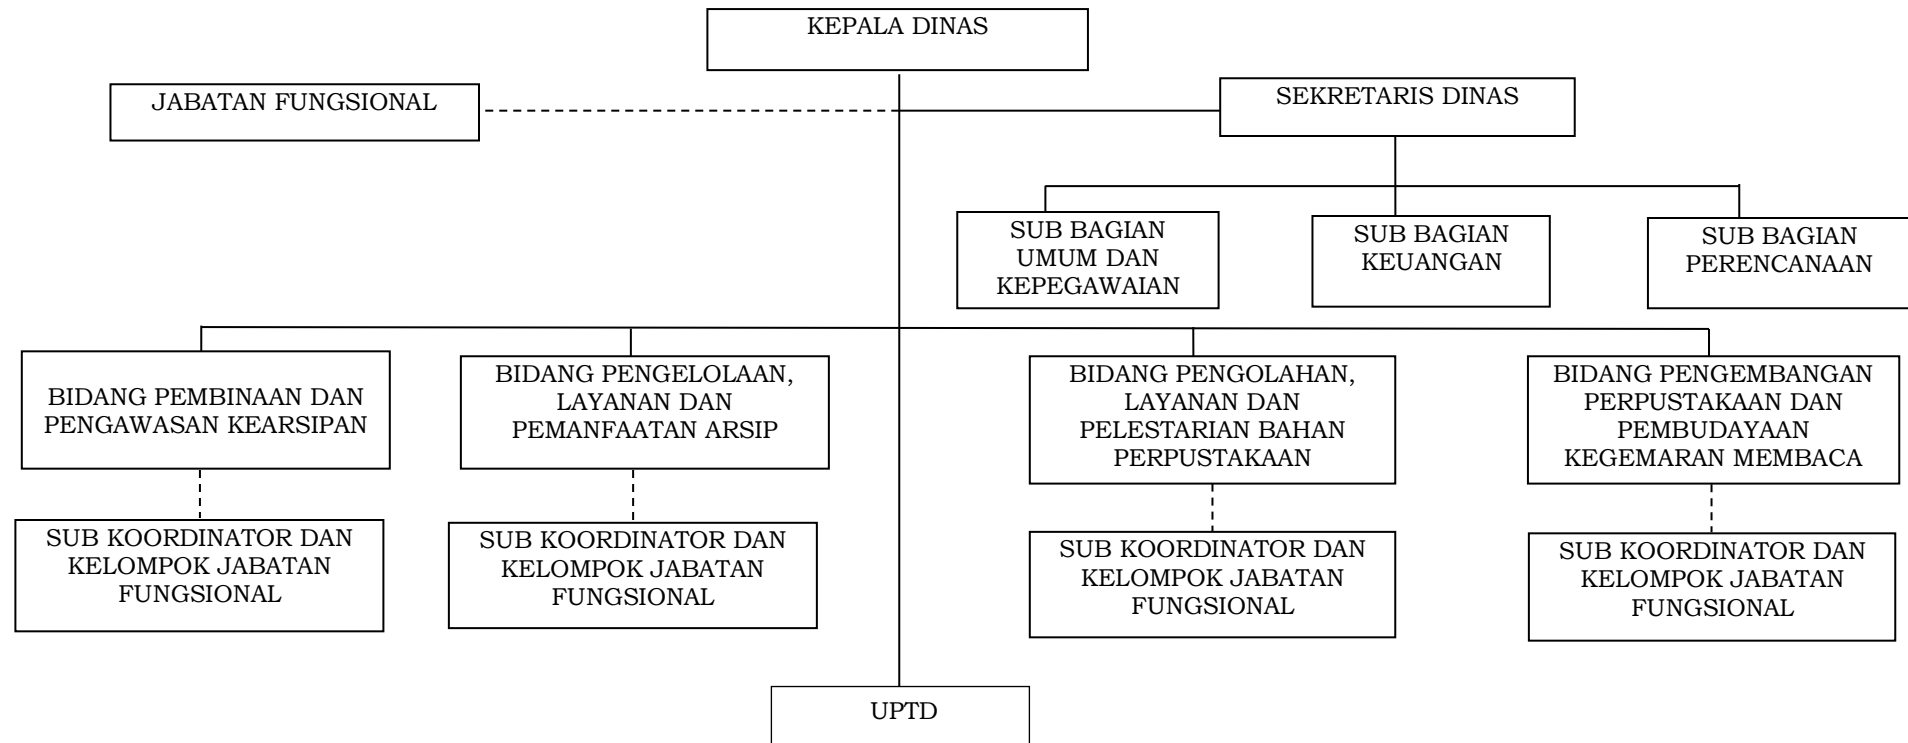 KEPALA DINAS
JABATAN FUNGSIONAL
SEKRETARIS DINAS
SUB BAGIAN
UMUM DAN
KEPEGAWAIAN
SUB BAGIAN
KEUANGAN
SUB BAGIAN
PERENCANAAN
BIDANG PEMBINAAN DAN
PENGAWASAN KEARSIPAN
BIDANG PENGELOLAAN,
LAYANAN DAN
PEMANFAATAN ARSIP
BIDANG PENGOLAHAN,
LAYANAN DAN
PELESTARIAN BAHAN
PERPUSTAKAAN
BIDANG PENGEMBANGAN
PERPUSTAKAAN DAN
PEMBUDAYAAN
KEGEMARAN MEMBACA
SUB KOORDINATOR DAN
KELOMPOK JABATAN
FUNGSIONAL
SUB KOORDINATOR DAN
KELOMPOK JABATAN
FUNGSIONAL
SUB KOORDINATOR DAN
KELOMPOK JABATAN
FUNGSIONAL
SUB KOORDINATOR DAN
KELOMPOK JABATAN
FUNGSIONAL
UPTD